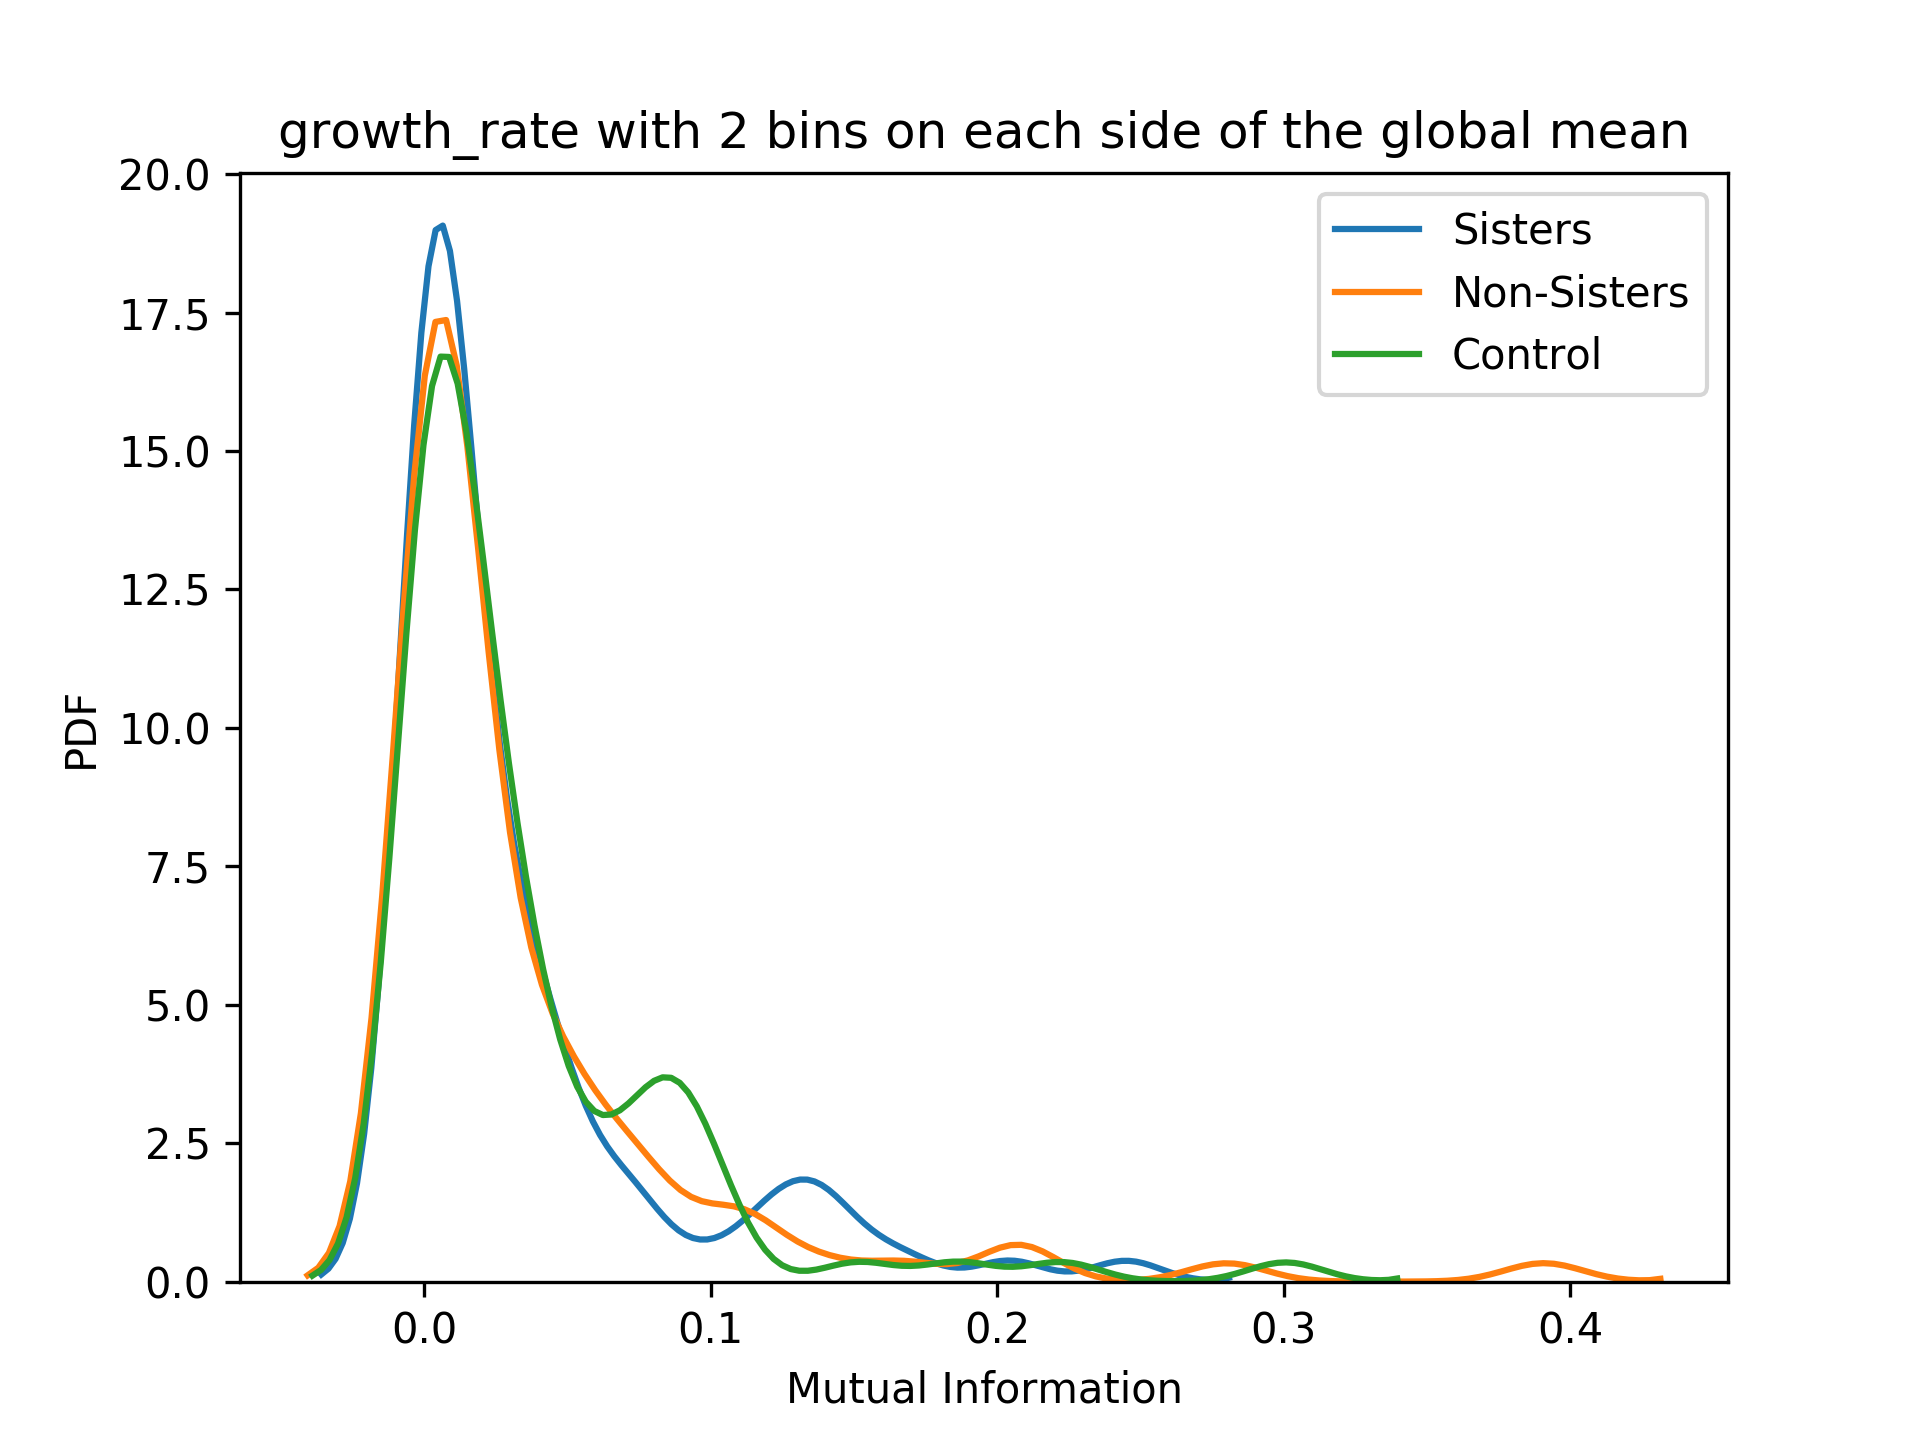 growth_rate with 2 bins on each side of the global mean
20.0
17.5
15.0
12.5
10.0
7.5
5.0
2.5
0.0
PDF
Sisters
Non-Sisters
Control
0.0 0.1 0.2 0.3 0.4
Mutual Information